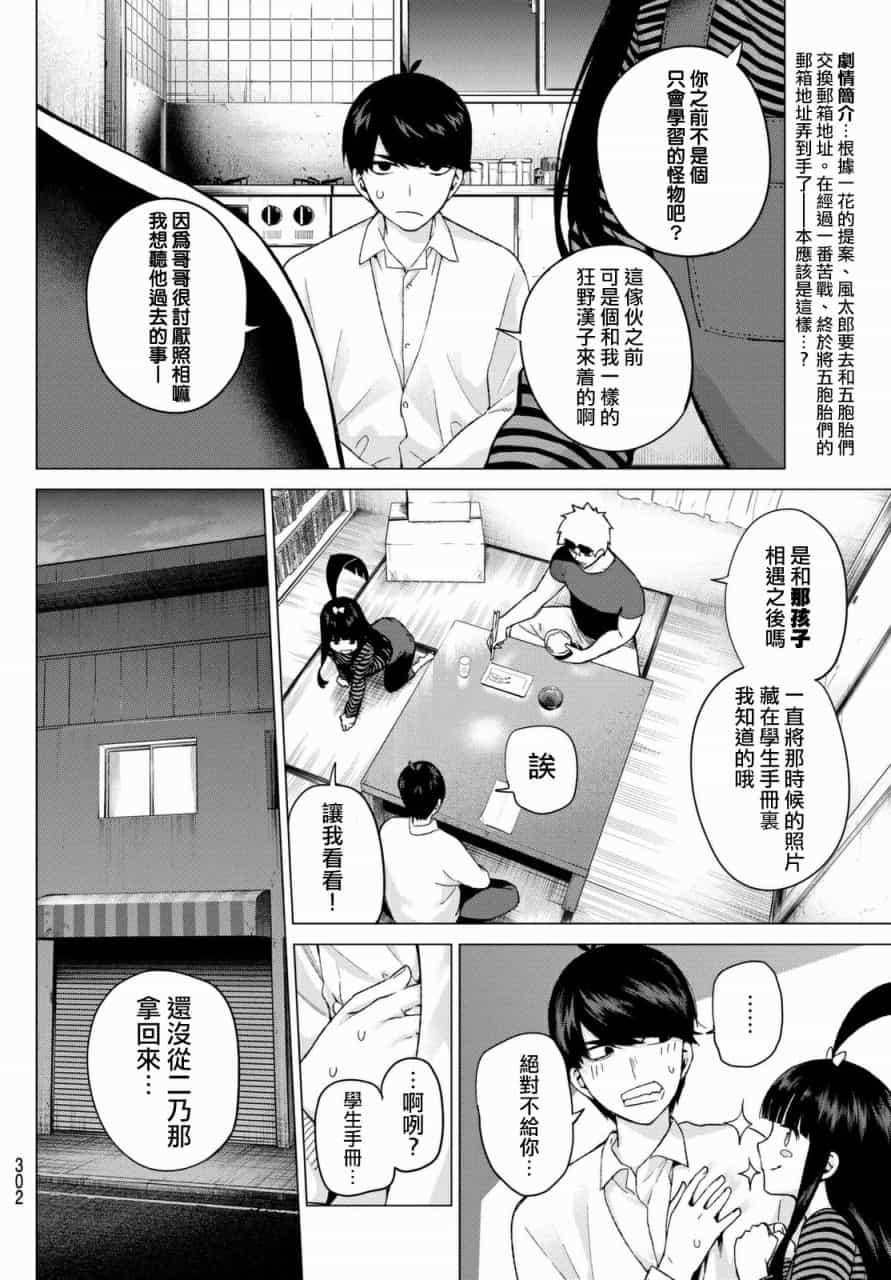 劇情簡介…根據一花的提案、風太郎要去和五胞胎們
交換郵箱地址。在經過一番苦戰、終於將五胞胎們的
郵箱地址弄到手了——本應該是這樣…？
你之前不是個
只會學習的怪物吧？
這傢伙之前
可是個和我一樣的
狂野漢子來着的啊
因爲哥哥很討厭照相嘛
我想聽他過去的事ー
是和那孩子
相遇之後嗎
一直將那時候的照片
藏在學生手冊裏
我知道的哦
誒
讓我看看！
……
絕對不給你…
…啊咧？
學生手冊…
還沒從二乃那
拿回來…
302